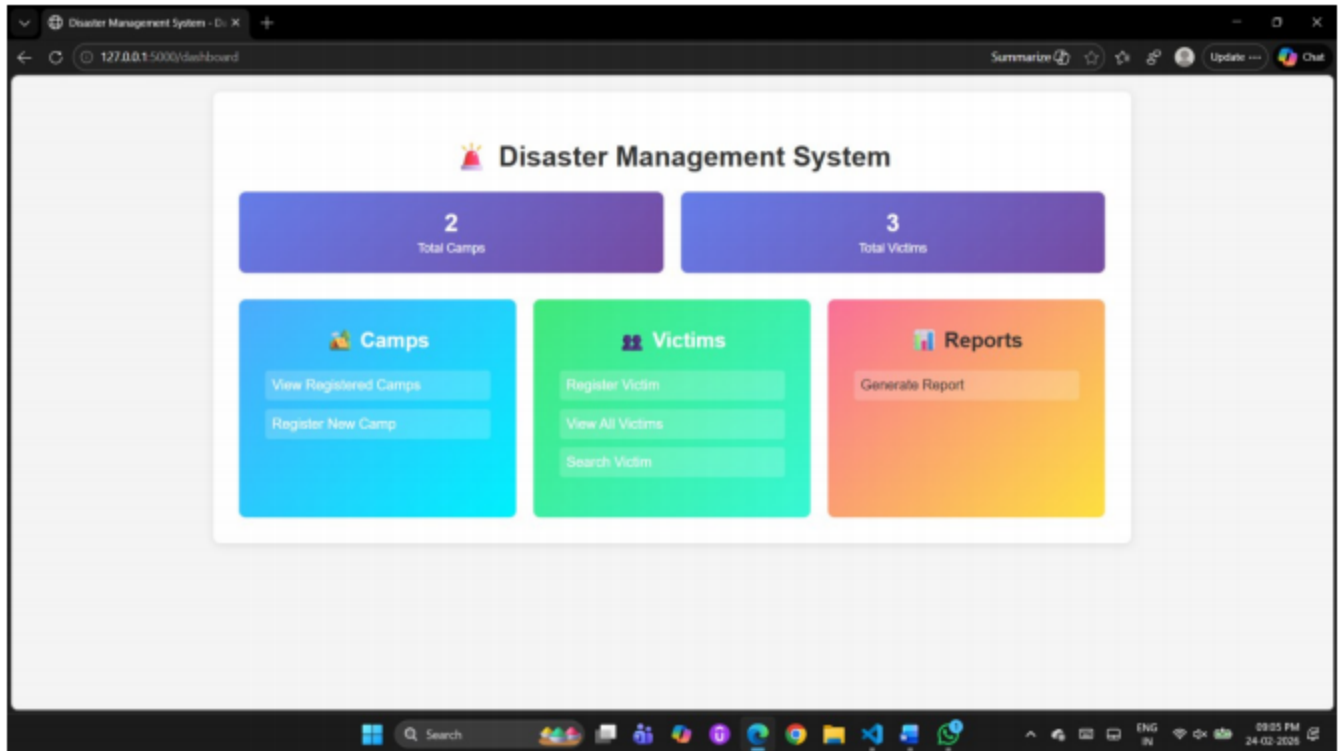 Disaster Management System - Da
127.0.0.1:5000/dashboard
Summarize
Update
Chat
Disaster Management System
2
Total Camps
3
Total Victims
Camps
View Registered Camps
Register New Camp
Victims
Register Victim
View All Victims
Search Victim
Reports
Generate Report
Search
1
ENG
IN
09:05 PM
24-02-2026